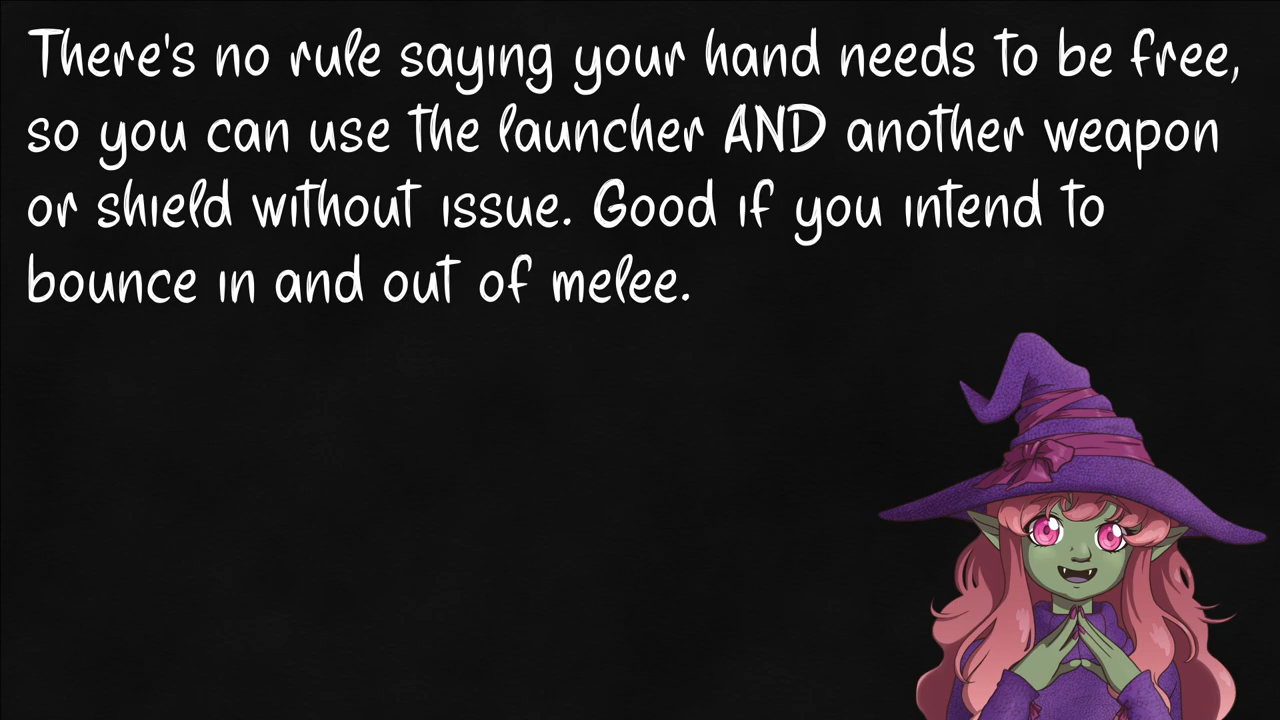 There's no rule saying your hand needs to be free,
so you can use the launcher AND another weapon
or shield without issue. Good if you intend to
bounce in and out of melee.